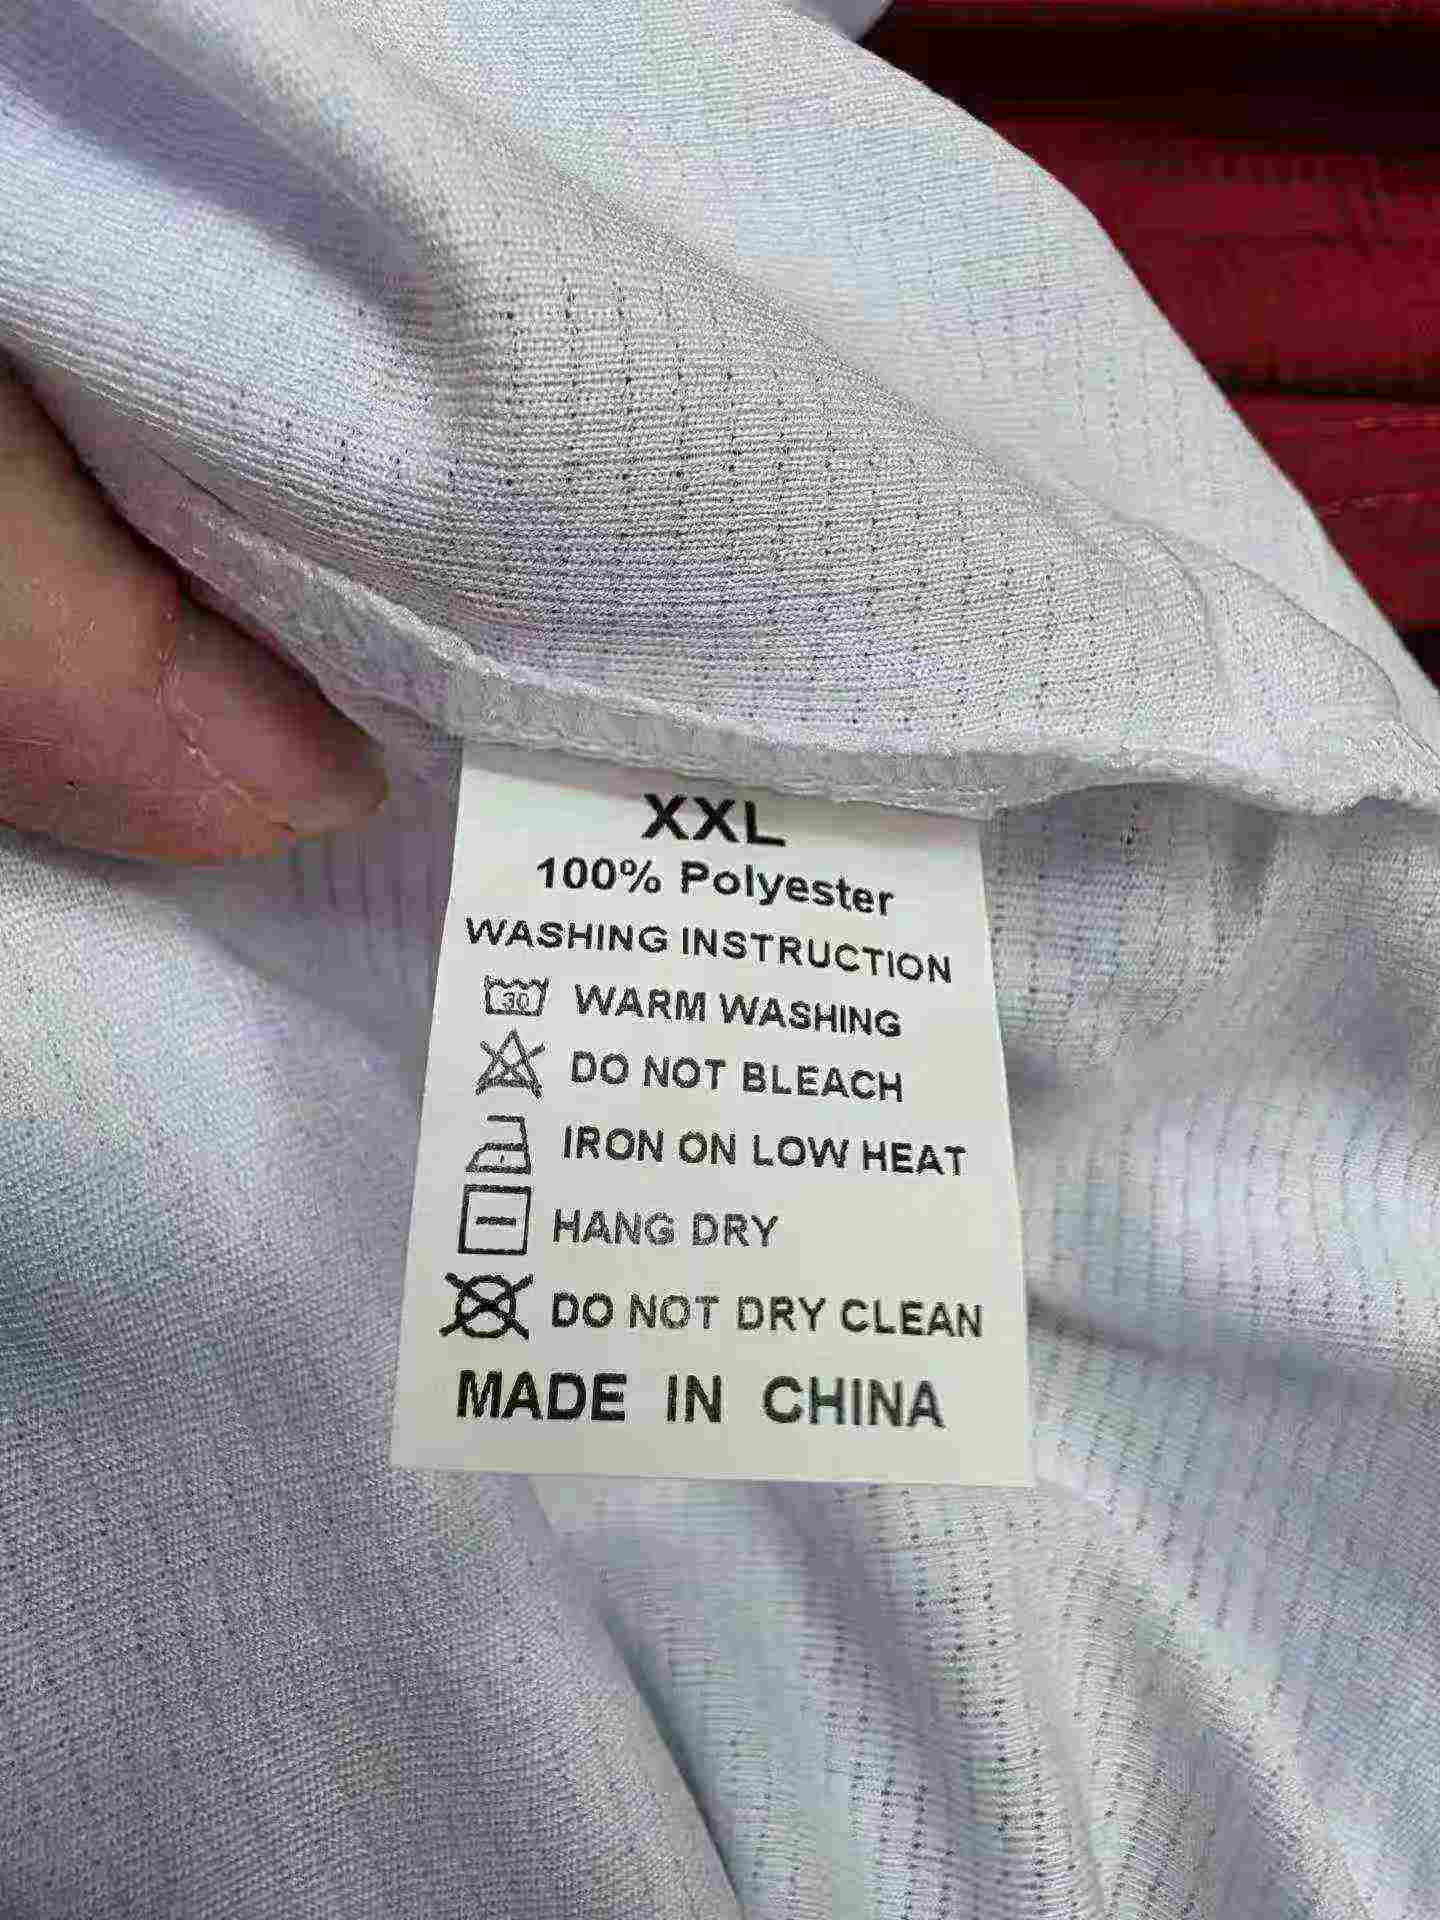 XXL
100% Polyester
WASHING INSTRUCTION
30 WARM WASHING
DO NOT BLEACH
IRON ON LOW HEAT
HANG DRY
DO NOT DRY CLEAN
MADE IN CHINA